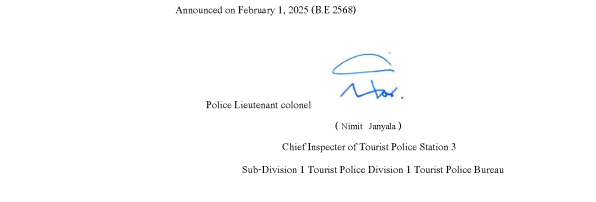 Announced on February 1, 2025 (B.E 2568)
Police Lieutenant colonel
( Nimit Janyala )
Chief Inspecter of Tourist Police Station 3
Sub-Division 1 Tourist Police Division 1 Tourist Police Bureau